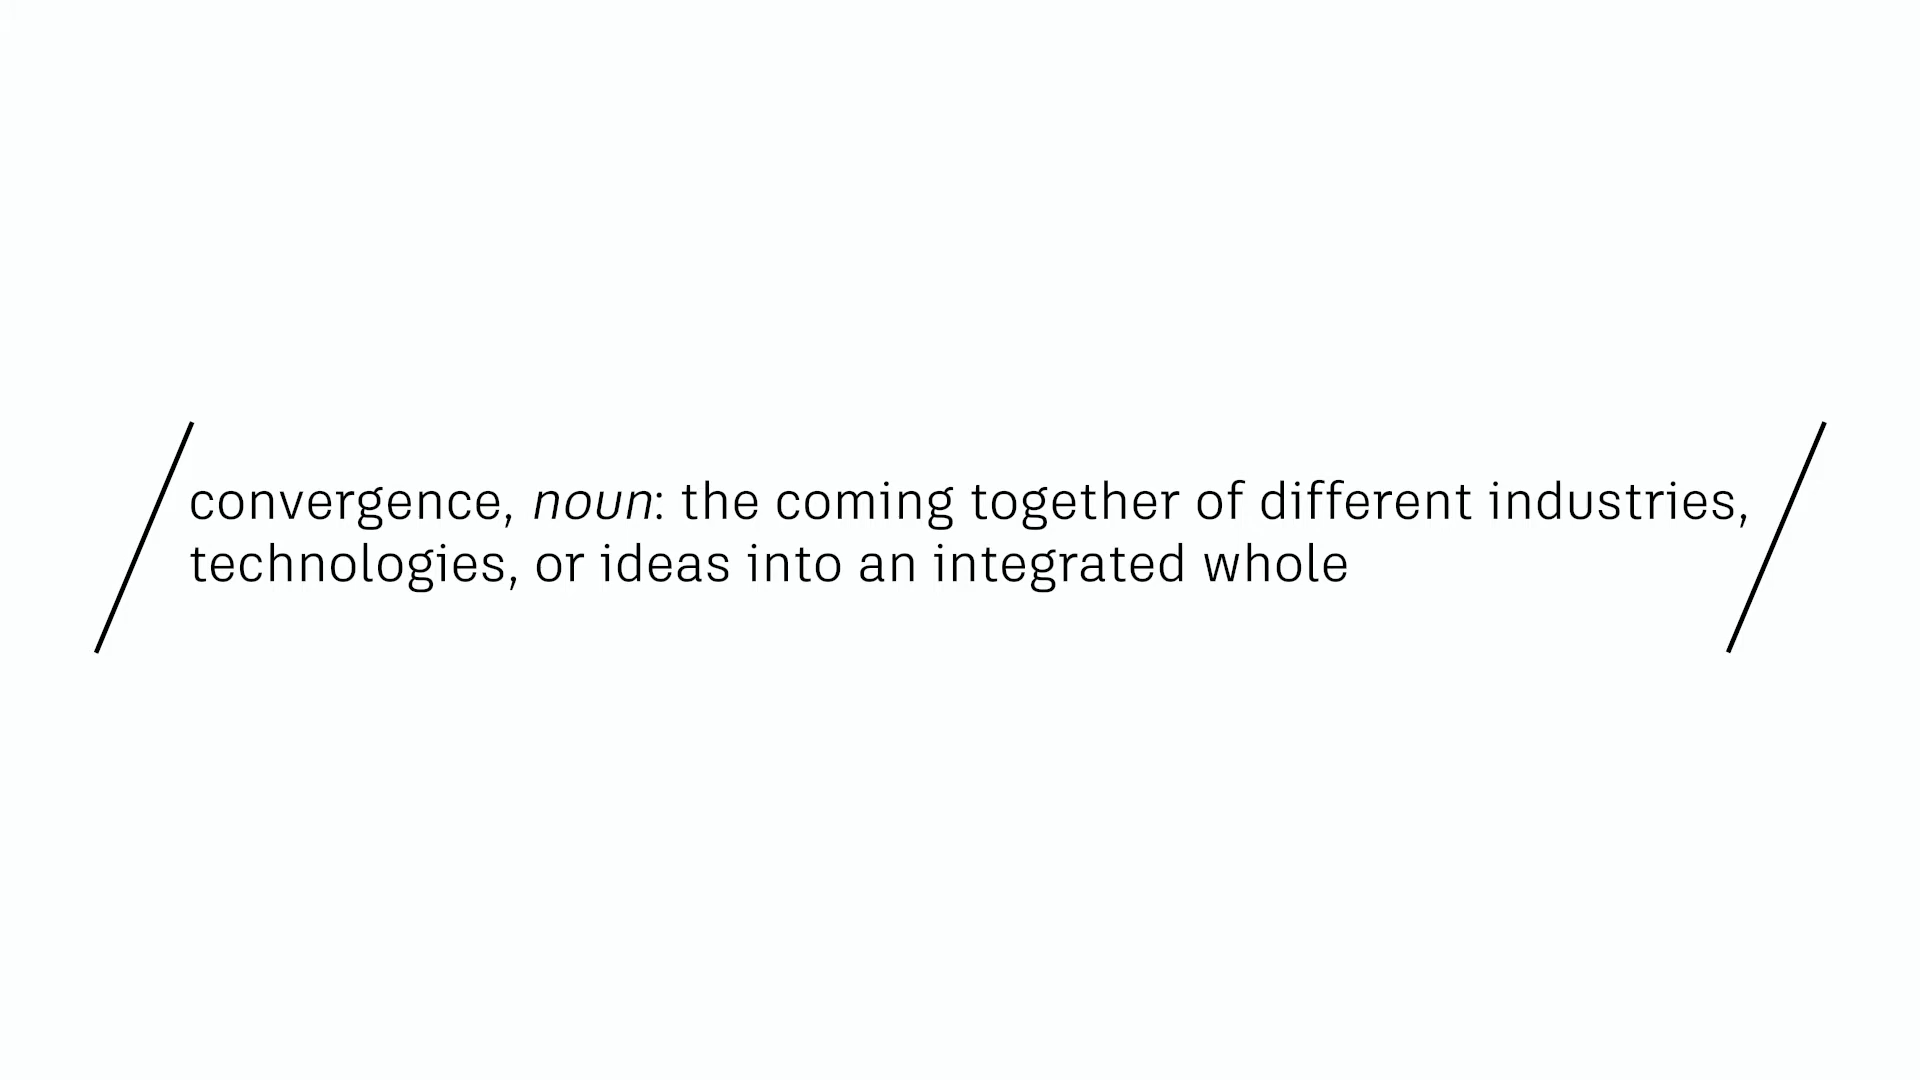 convergence, noun: the coming together of different industries,
technologies, or ideas into an integrated whole